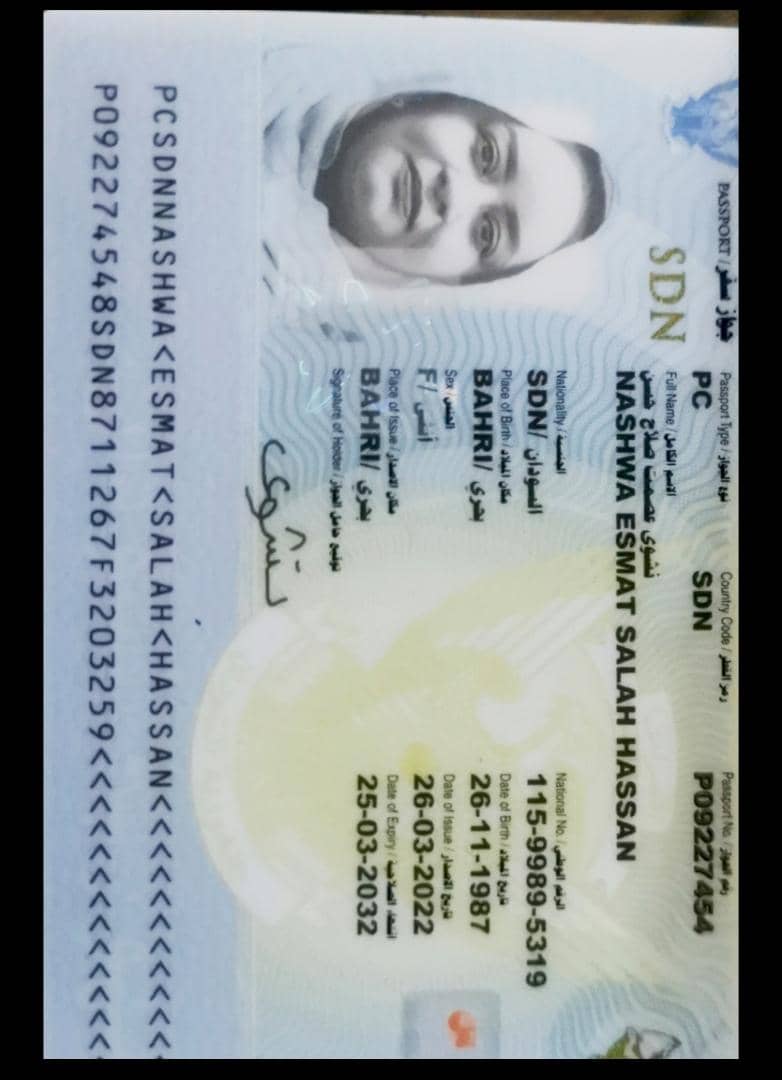 PASSPORT / جواز سفر
Passport Type / نوع الجواز
Country Code / رمز القطر
Passport No. / رقم الجواز
PC
SDN
P09227454
SDN
Full Name / الاسم الكامل
نشوى عصمت صلاح حسن
NASHWA ESMAT SALAH HASSAN
Nationality / الجنسية
National No. / الرقم الوطني
SDN/ السودان
115-9989-5319
Place of Birth / مكان الميلاد
Date of Birth / تاريخ الميلاد
BAHRI/ بحري
26-11-1987
Sex / الجنس
Date of Issue / تاريخ الاصدار
F/ أنثى
26-03-2022
Place of Issue / مكان الاصدار
Date of Expiry / انتهاء الصلاحية
BAHRI/ بحري
25-03-2032
Signature of Holder / توقيع حامل الجواز
نشوى
PCSDNNASHWA<ESMAT<SALAH<HASSAN<<<<<<<<<<<
P092274548SDN8711267F3203259<<<<<<<<<<<<<